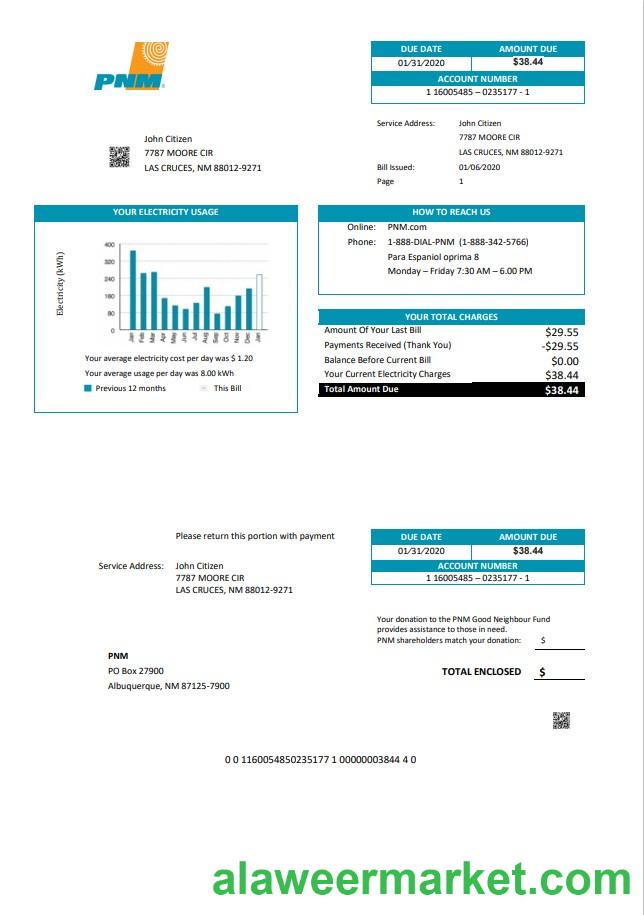 PNM
DUE DATE AMOUNT DUE
01/31/2020 $38.44
ACCOUNT NUMBER
1 16005485 – 0235177 - 1
Service Address: John Citizen
7787 MOORE CIR
LAS CRUCES, NM 88012-9271
Bill Issued: 01/06/2020
Page 1
John Citizen
7787 MOORE CIR
LAS CRUCES, NM 88012-9271
YOUR ELECTRICITY USAGE
Electricity (kWh)
400
320
240
160
80
0
Jan Feb Mar Apr May Jun Jul Aug Sep Oct Nov Dec Jan
Your average electricity cost per day was $ 1.20
Your average usage per day was 8.00 kWh
Previous 12 months This Bill
HOW TO REACH US
Online: PNM.com
Phone: 1-888-DIAL-PNM (1-888-342-5766)
Para Espaniol oprima 8
Monday – Friday 7:30 AM – 6.00 PM
YOUR TOTAL CHARGES
Amount Of Your Last Bill $29.55
Payments Received (Thank You) -$29.55
Balance Before Current Bill $0.00
Your Current Electricity Charges $38.44
Total Amount Due $38.44
Please return this portion with payment
Service Address: John Citizen
7787 MOORE CIR
LAS CRUCES, NM 88012-9271
DUE DATE AMOUNT DUE
01/31/2020 $38.44
ACCOUNT NUMBER
1 16005485 – 0235177 - 1
Your donation to the PNM Good Neighbour Fund
provides assistance to those in need.
PNM shareholders match your donation: $
TOTAL ENCLOSED $
PNM
PO Box 27900
Albuquerque, NM 87125-7900
0 0 1160054850235177 1 00000003844 4 0
alaweermarket.com